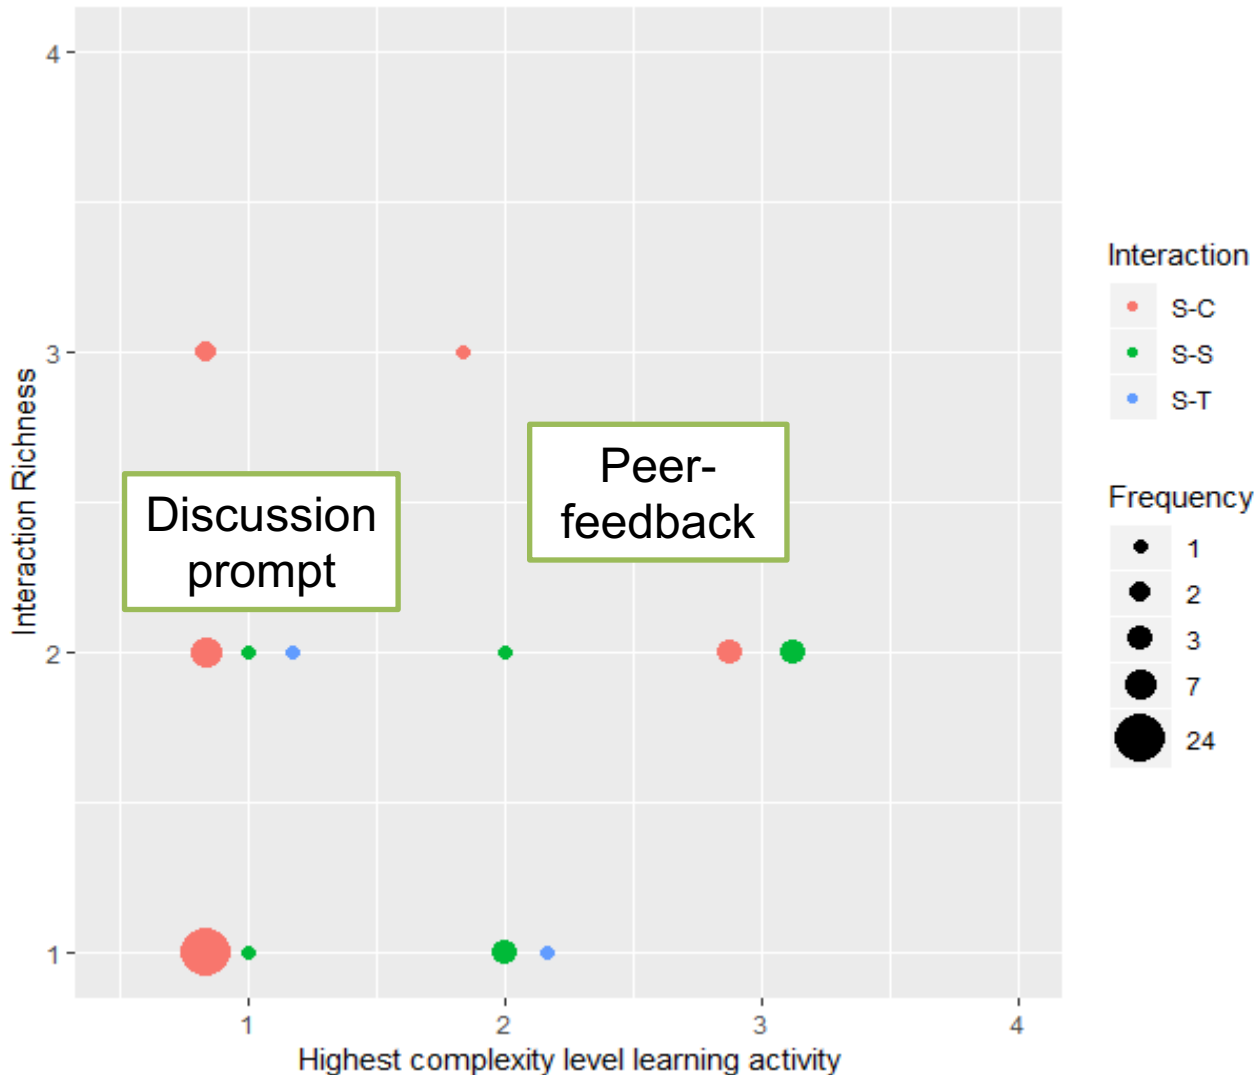 4
3
2
1
Interaction Richness
Discussion
prompt
Peer-
feedback
1
2
3
4
Highest complexity level learning activity
Interaction
S-C
S-S
S-T
Frequency
1
2
3
7
24